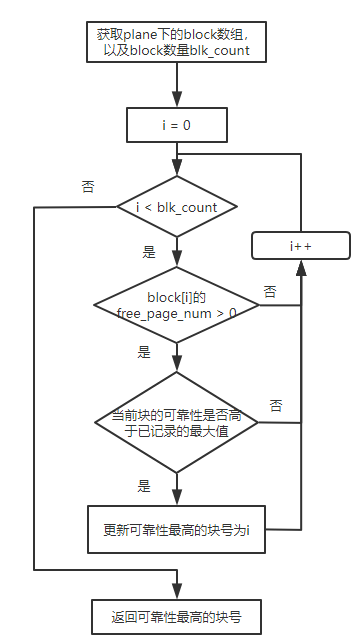 获取plane下的block数组，
以及block数量blk_count
i = 0
否
i < blk_count
是
i++
block[i]的
free_page_num > 0
否
是
当前块的可靠性是否高
于已记录的最大值
否
是
更新可靠性最高的块号为i
返回可靠性最高的块号